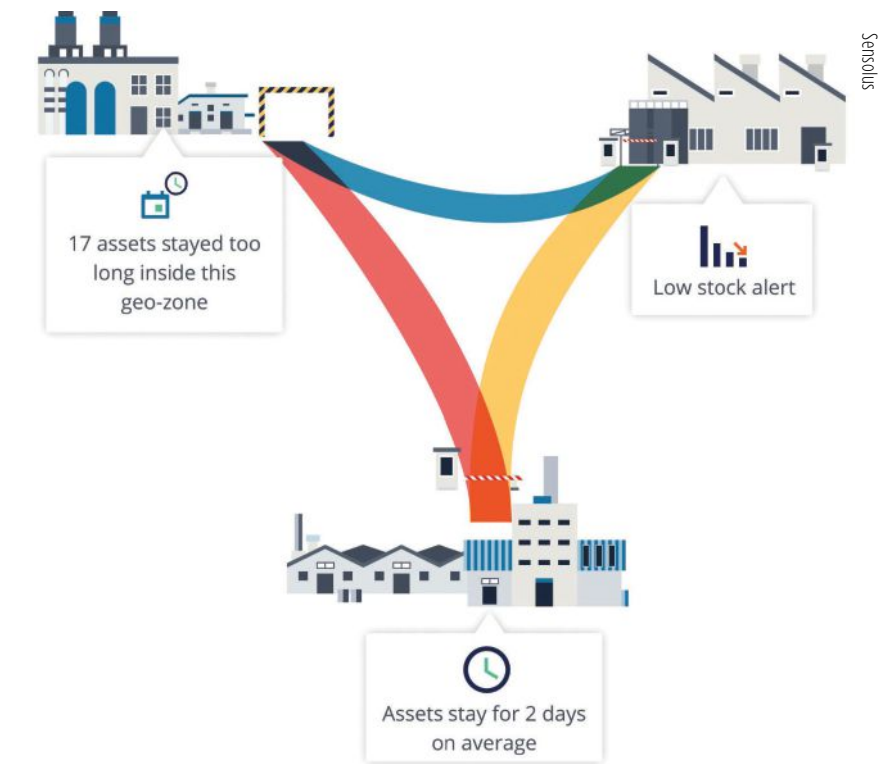 Sensolus
17 assets stayed too
long inside this
geo-zone
Low stock alert
Assets stay for 2 days
on average